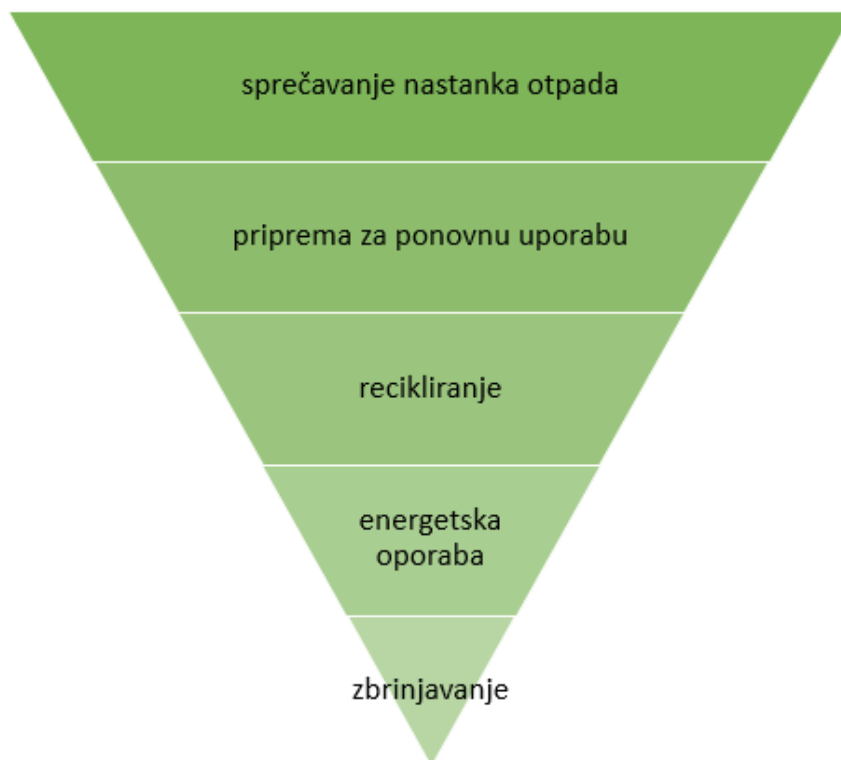 sprečavanje nastanka otpada
priprema za ponovnu uporabu
recikliranje
energetska
oporaba
zbrinjavanje